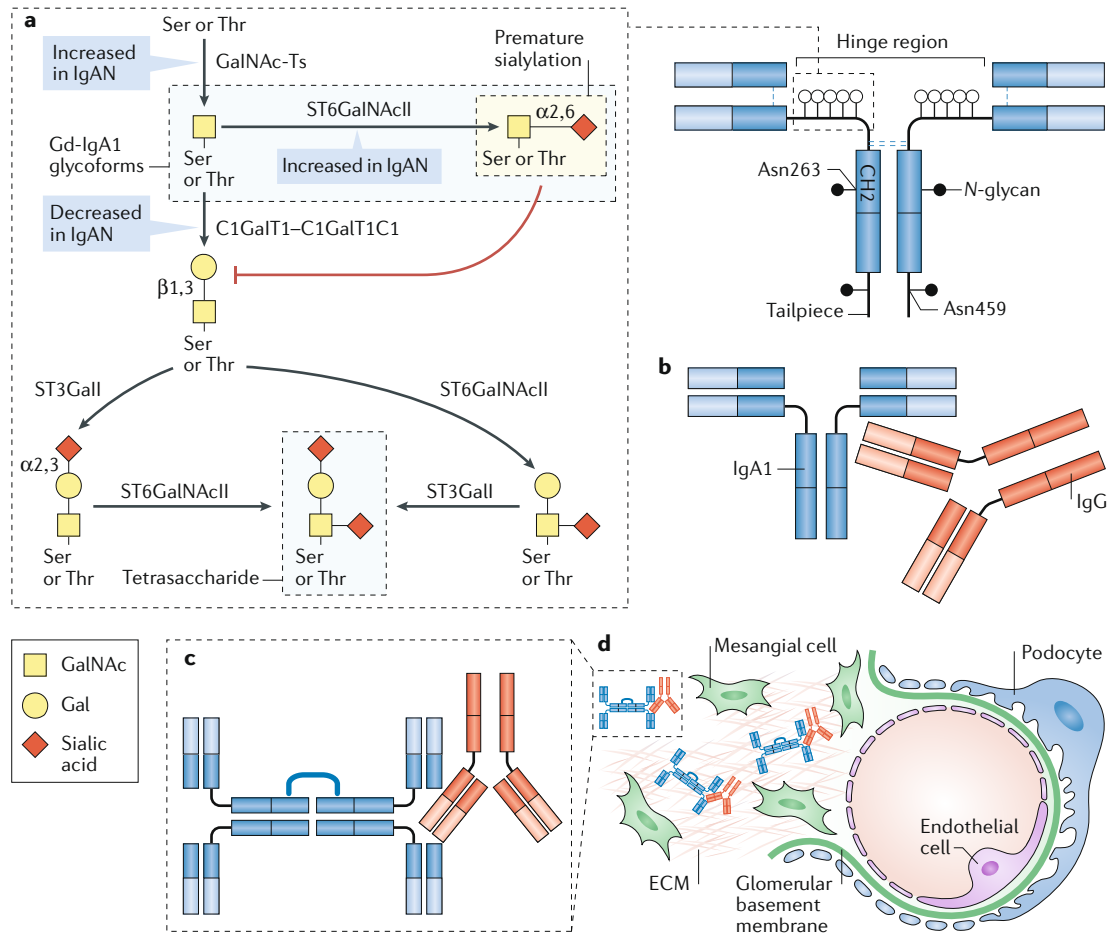 a
Ser or Thr
Increased
in IgAN
GalNAc-Ts
Premature
sialylation
ST6GalNAcII
α2,6
Gd-IgA1
glycoforms
Ser
or Thr
Increased in IgAN
Ser or Thr
Decreased
in IgAN
C1GalT1–C1GalT1C1
β1,3
Ser
or Thr
ST3GalI
ST6GalNAcII
α2,3
ST6GalNAcII
ST3GalI
Ser
or Thr
Tetrasaccharide
Ser
or Thr
Ser
or Thr
Hinge region
Asn263
CH2
N-glycan
Tailpiece
Asn459
b
IgA1
IgG
GalNAc
Gal
Sialic
acid
c
d
Mesangial cell
Podocyte
Endothelial
cell
ECM
Glomerular
basement
membrane